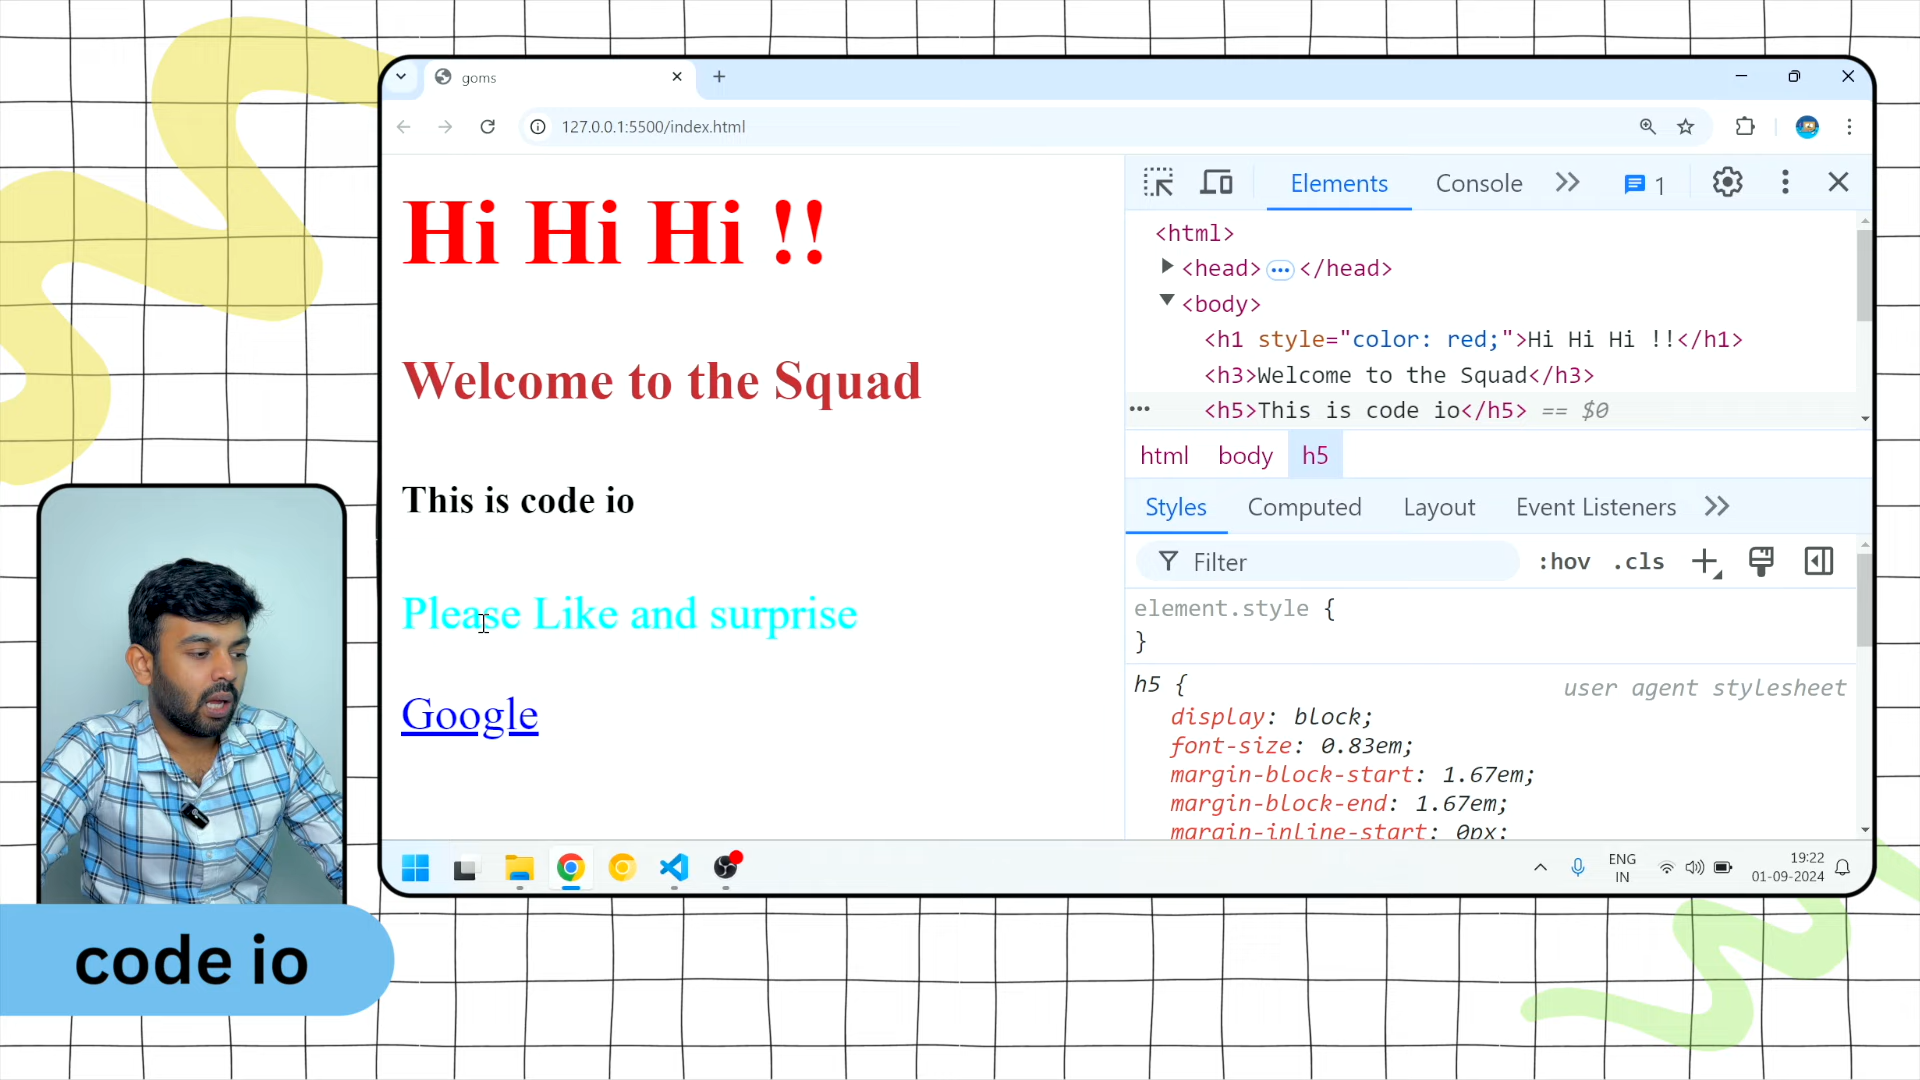 goms
127.0.0.1:5500/index.html
Hi Hi Hi !!
Welcome to the Squad
This is code io
Please Like and surprise
Google
Elements
Console
1
<html>
<head> ••• </head>
<body>
<h1 style="color: red;">Hi Hi Hi !!</h1>
<h3>Welcome to the Squad</h3>
••• <h5>This is code io</h5> == $0
html body h5
Styles Computed Layout Event Listeners
Filter
:hov .cls
element.style {
}
h5 {
user agent stylesheet
display: block;
font-size: 0.83em;
margin-block-start: 1.67em;
margin-block-end: 1.67em;
margin-inline-start: 0px;
ENG
IN
19:22
01-09-2024
code io